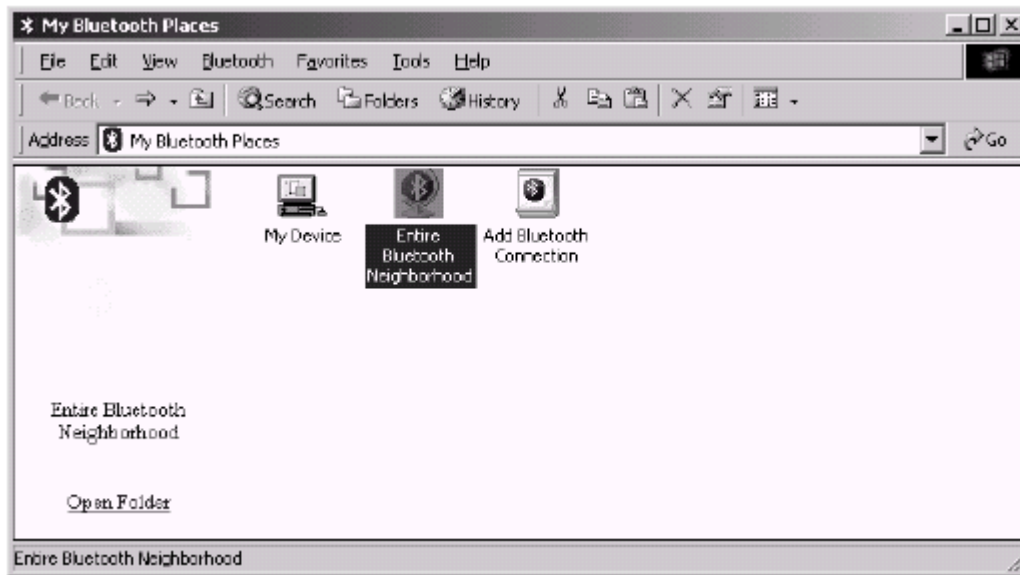 My Bluetooth Places
File Edit View Bluetooth Favorites Tools Help
Back Search Folders History
Address My Bluetooth Places Go
My Device
Entire
Bluetooth
Neighborhood
Add Bluetooth
Connection
Entire Bluetooth
Neighborhood
Open Folder
Entire Bluetooth Neighborhood